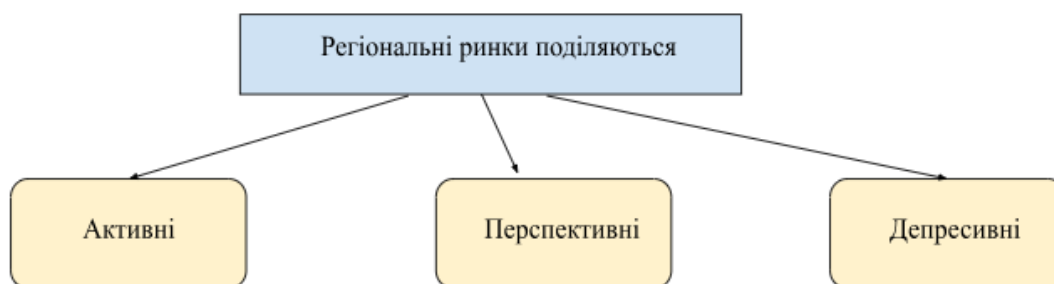 Регіональні ринки поділяються
Активні
Перспективні
Депресивні